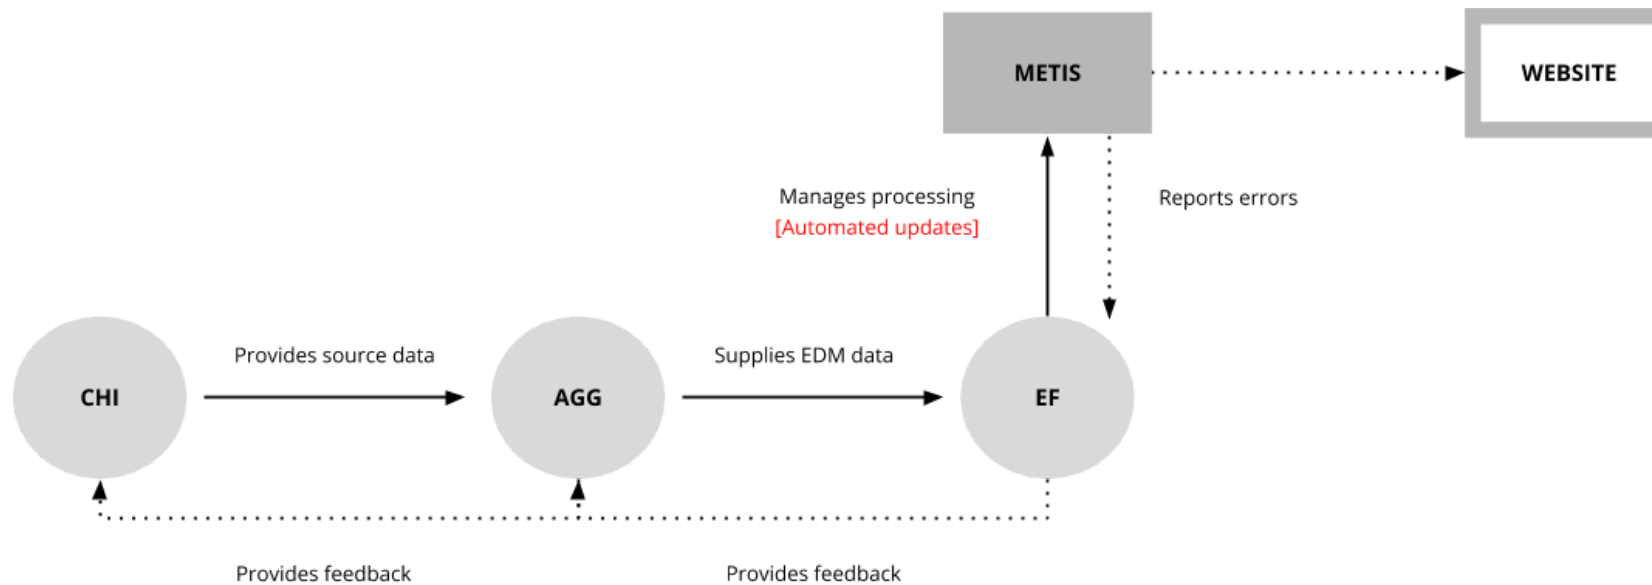 METIS
WEBSITE
Manages processing
[Automated updates]
Reports errors
Provides source data
Supplies EDM data
CHI
AGG
EF
Provides feedback
Provides feedback